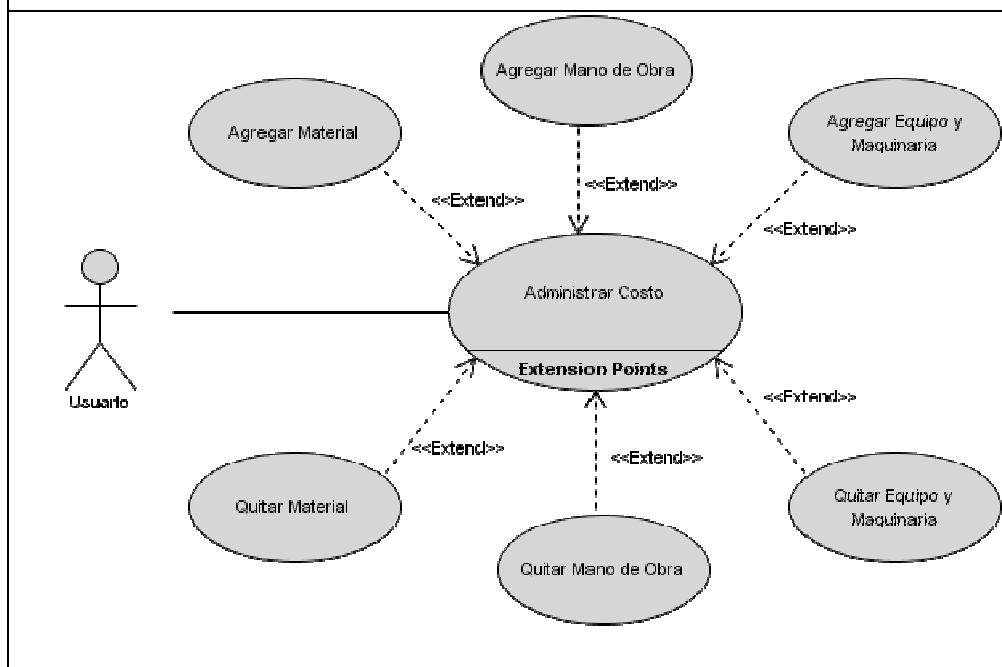 Agregar Mano de Obra
Agregar Material
Agregar Equipo y
Maquinaria
<<Extend>>
<<Extend>>
<<Extend>>
Administrar Costo
Extension Points
Usuario
<<Extend>>
<<Extend>>
<<Extend>>
Quitar Material
Quitar Equipo y
Maquinaria
Quitar Mano de Obra